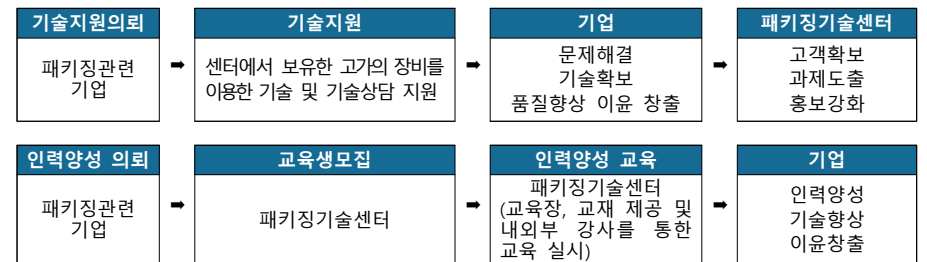 기술지원의뢰
패키징관련
기업
➡
기술지원
센터에서 보유한 고가의 장비를
이용한 기술 및 기술상담 지원
➡
기업
문제해결
기술확보
품질향상 이윤 창출
➡
패키징기술센터
고객확보
과제도출
홍보강화
인력양성 의뢰
패키징관련
기업
➡
교육생모집
패키징기술센터
➡
인력양성 교육
패키징기술센터
(교육장, 교재 제공 및
내외부 강사를 통한
교육 실시)
➡
기업
인력양성
기술향상
이윤창출